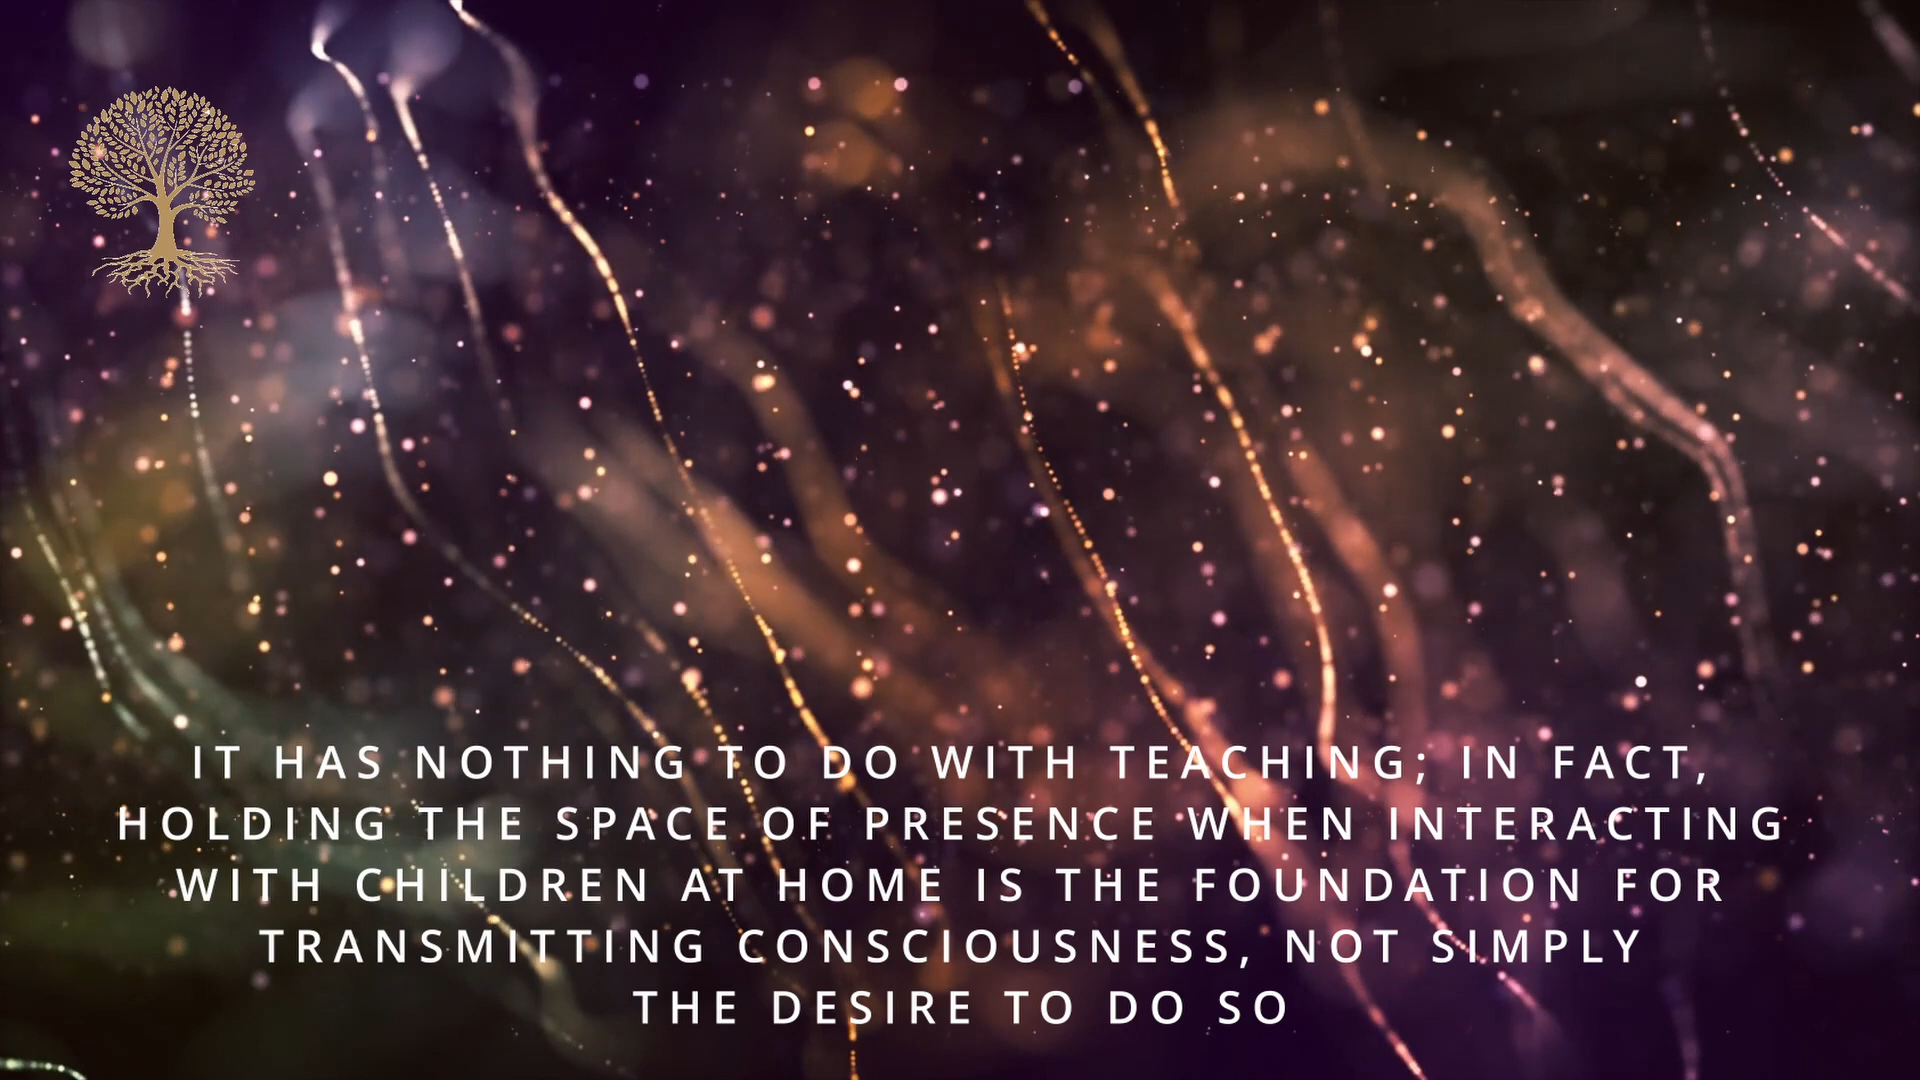 IT HAS NOTHING TO DO WITH TEACHING; IN FACT,
HOLDING THE SPACE OF PRESENCE WHEN INTERACTING
WITH CHILDREN AT HOME IS THE FOUNDATION FOR
TRANSMITTING CONSCIOUSNESS, NOT SIMPLY
THE DESIRE TO DO SO